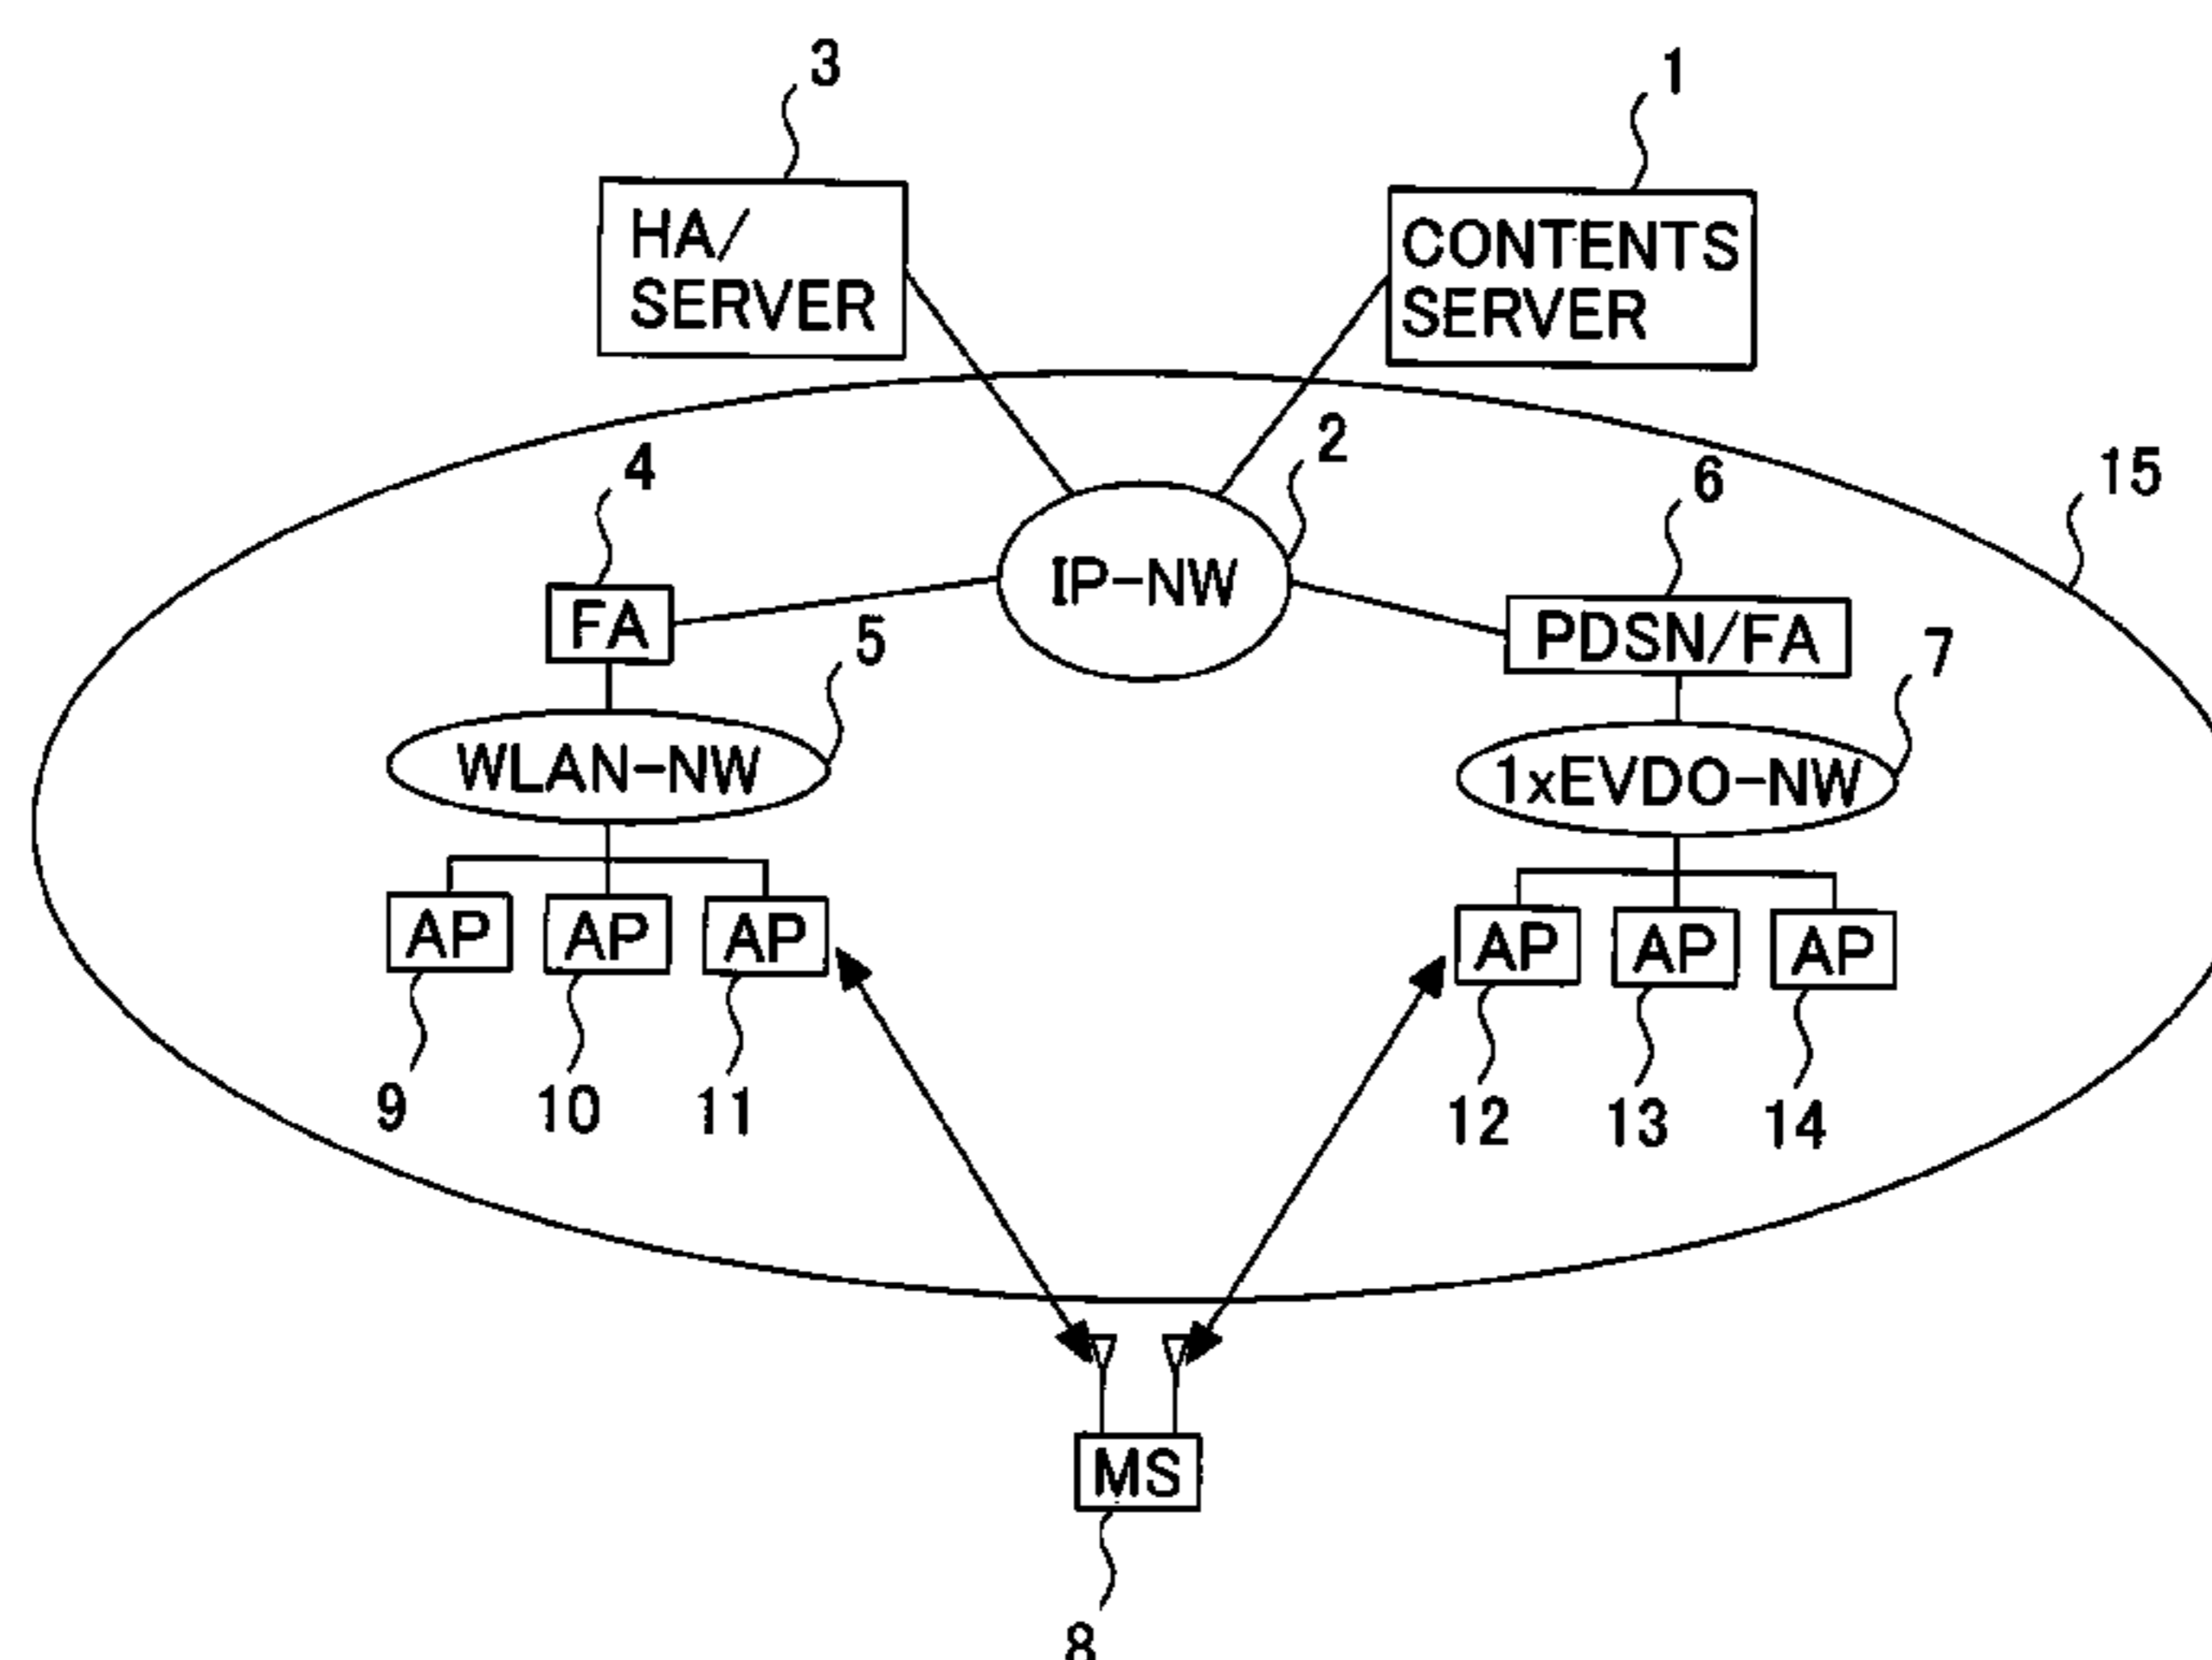 3
1
HA/
SERVER
CONTENTS
SERVER
2
4
6
15
IP-NW
FA
5
PDSN/FA
7
WLAN-NW
1xEVDO-NW
AP
AP
AP
AP
AP
AP
9
10
11
12
13
14
MS
8